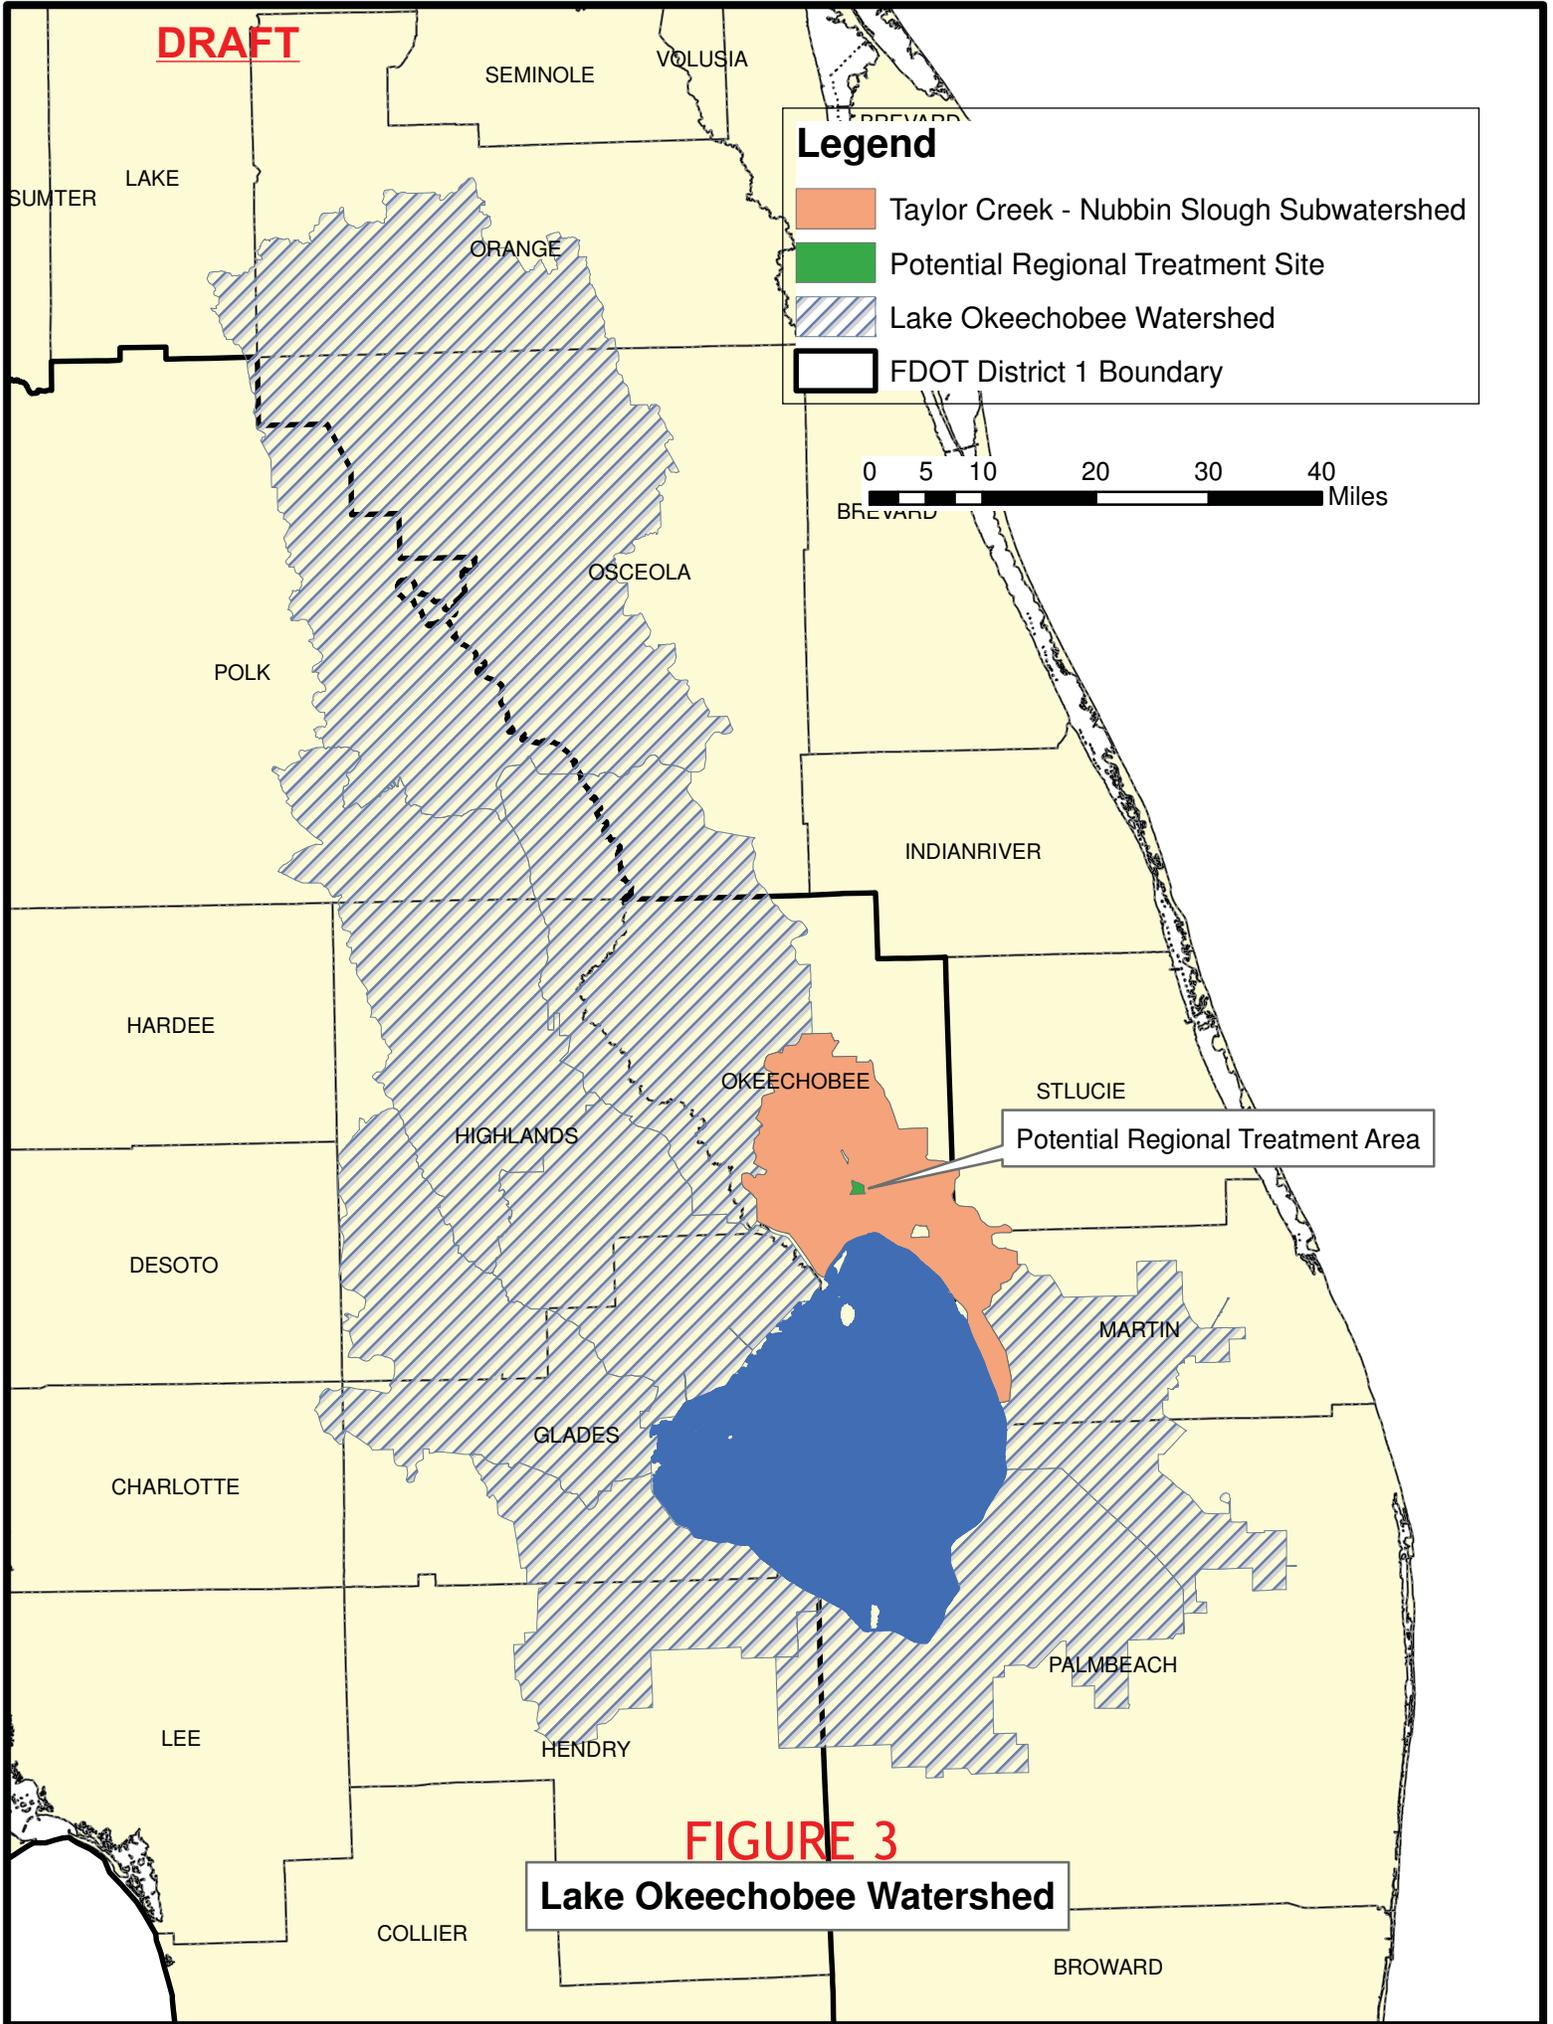 DRAFT
SEMINOLE
VOLUSIA
BREVARD
Legend
Taylor Creek - Nubbin Slough Subwatershed
Potential Regional Treatment Site
Lake Okeechobee Watershed
FDOT District 1 Boundary
LAKE
SUMTER
ORANGE
0 5 10 20 30 40
Miles
BREVARD
OSCEOLA
POLK
INDIANRIVER
HARDEE
OKEECHOBEE
STLUCIE
HIGHLANDS
Potential Regional Treatment Area
DESOTO
MARTIN
GLADES
CHARLOTTE
PALMBEACH
LEE
HENDRY
FIGURE 3
Lake Okeechobee Watershed
COLLIER
BROWARD